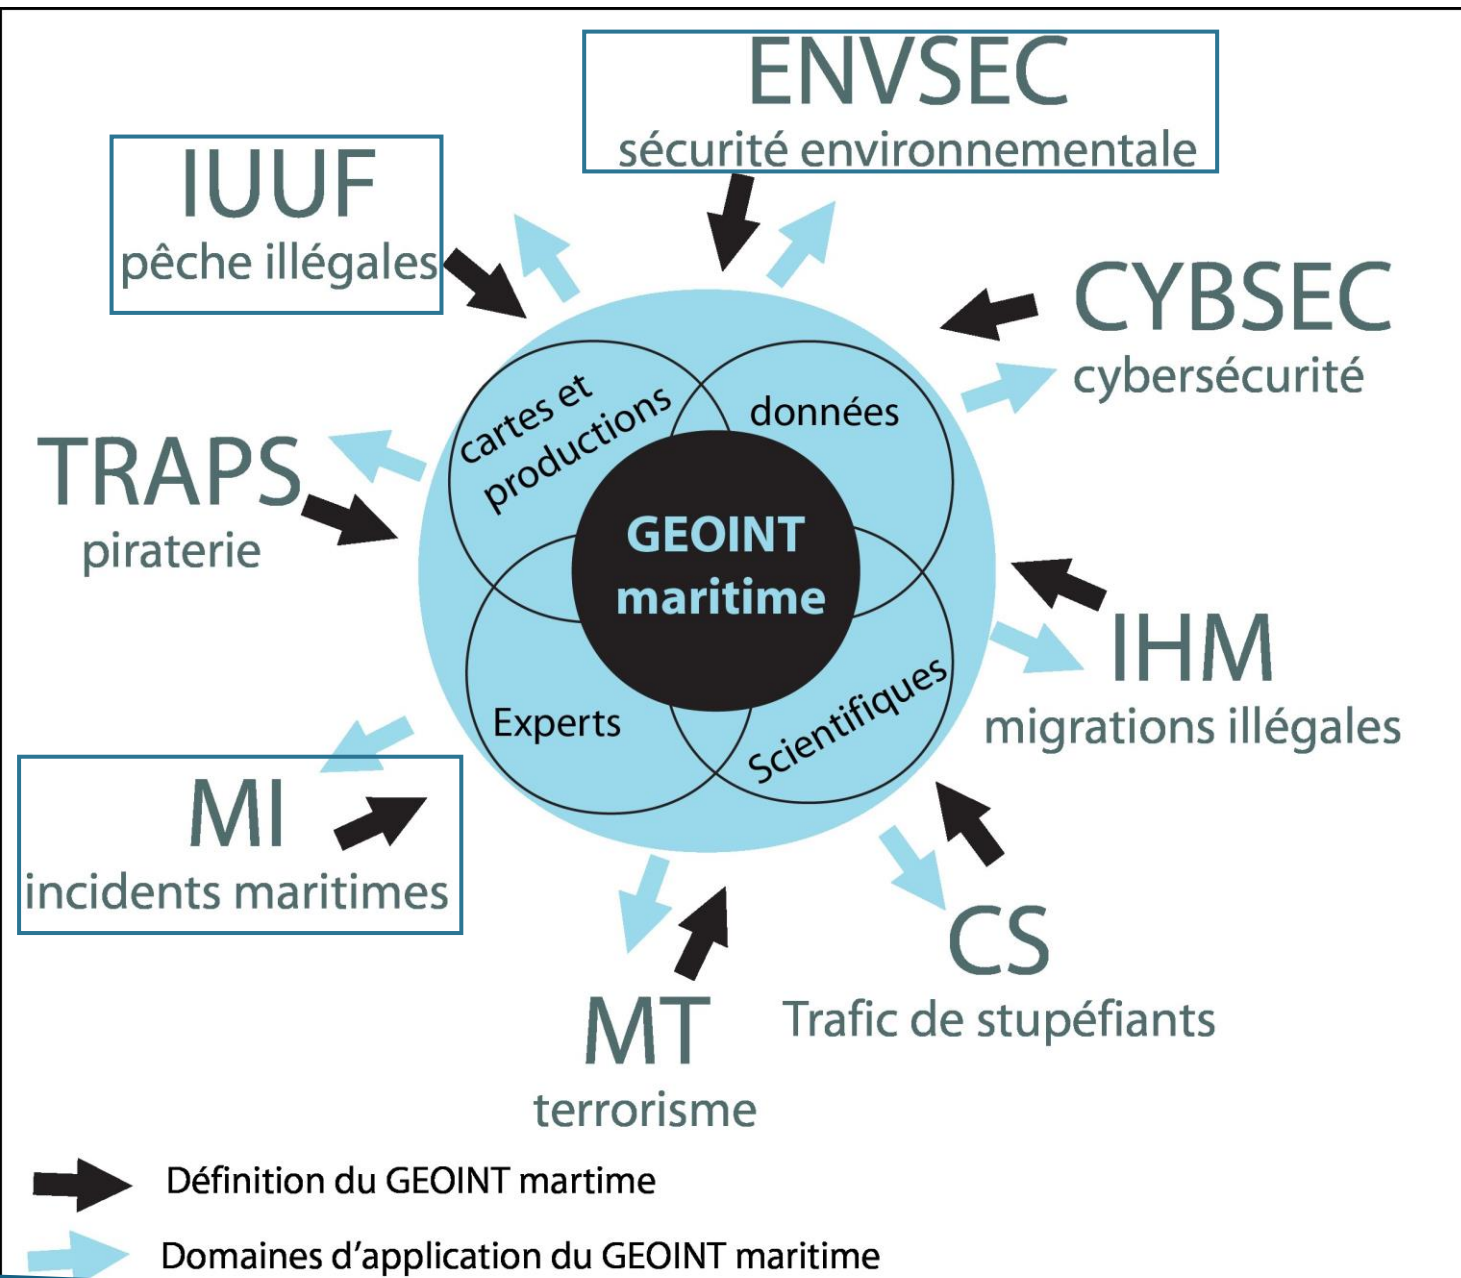 ENVSEC
sécurité environnementale
IUUF
pêche illégales
CYBSEC
cybersécurité
cartes et
productions
données
TRAPS
piraterie
GEOINT
maritime
IHM
migrations illégales
Experts
Scientifiques
MI
incidents maritimes
CS
Trafic de stupéfiants
MT
terrorisme
Définition du GEOINT martime
Domaines d'application du GEOINT maritime